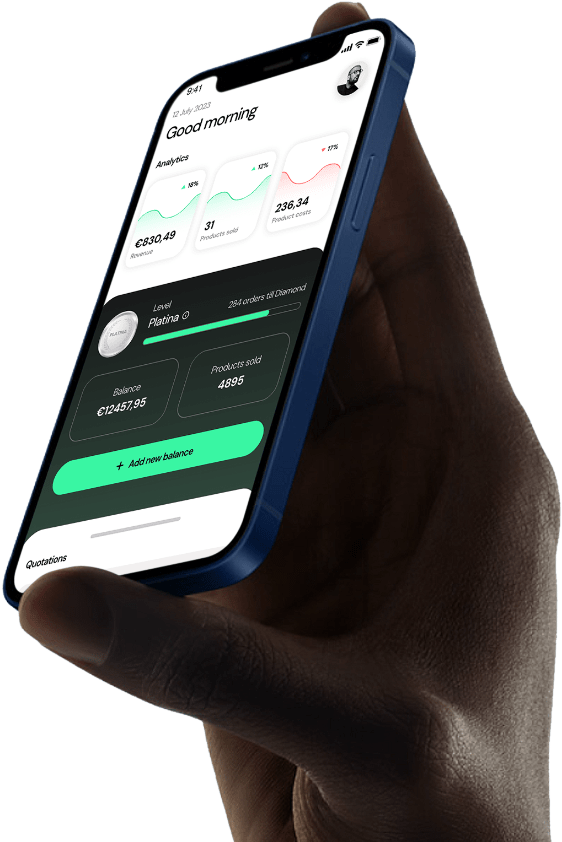 9:41
12 July 2023
Good morning
Analytics
18%
12%
17%
€830,49
Revenue
31
Products sold
236,34
Product costs
Level
284 orders till Diamond
Platina
PLATINA
Balance
€12457,95
Products sold
4895
+ Add new balance
Quotations